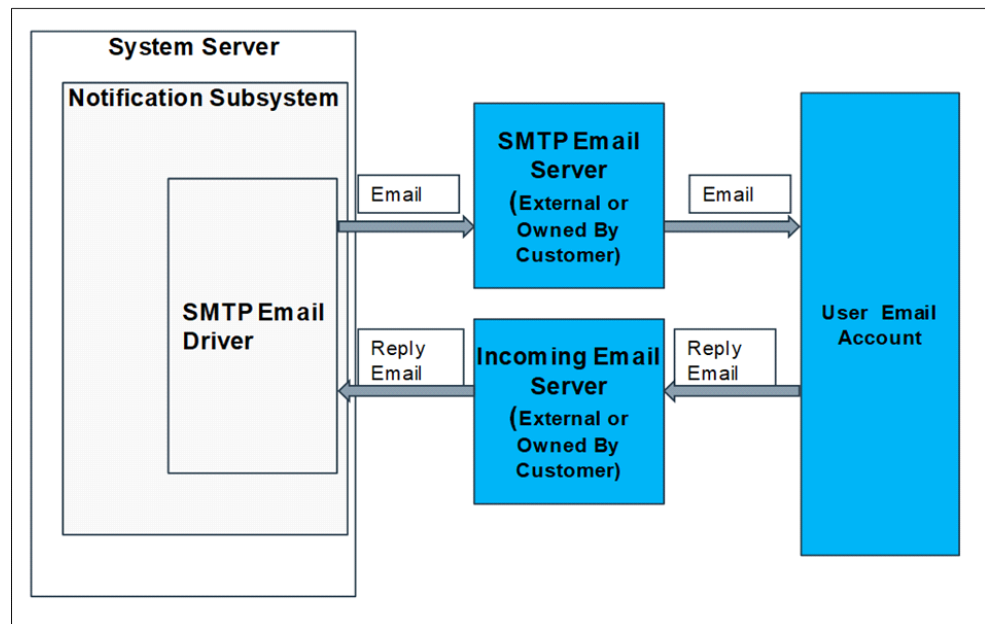 System Server
Notification Subsystem
SMTP Email
Driver
Email
SMTP Email
Server
(External or
Owned By
Customer)
Email
Reply
Email
Incoming Email
Server
(External or
Owned By
Customer)
Reply
Email
User Email
Account